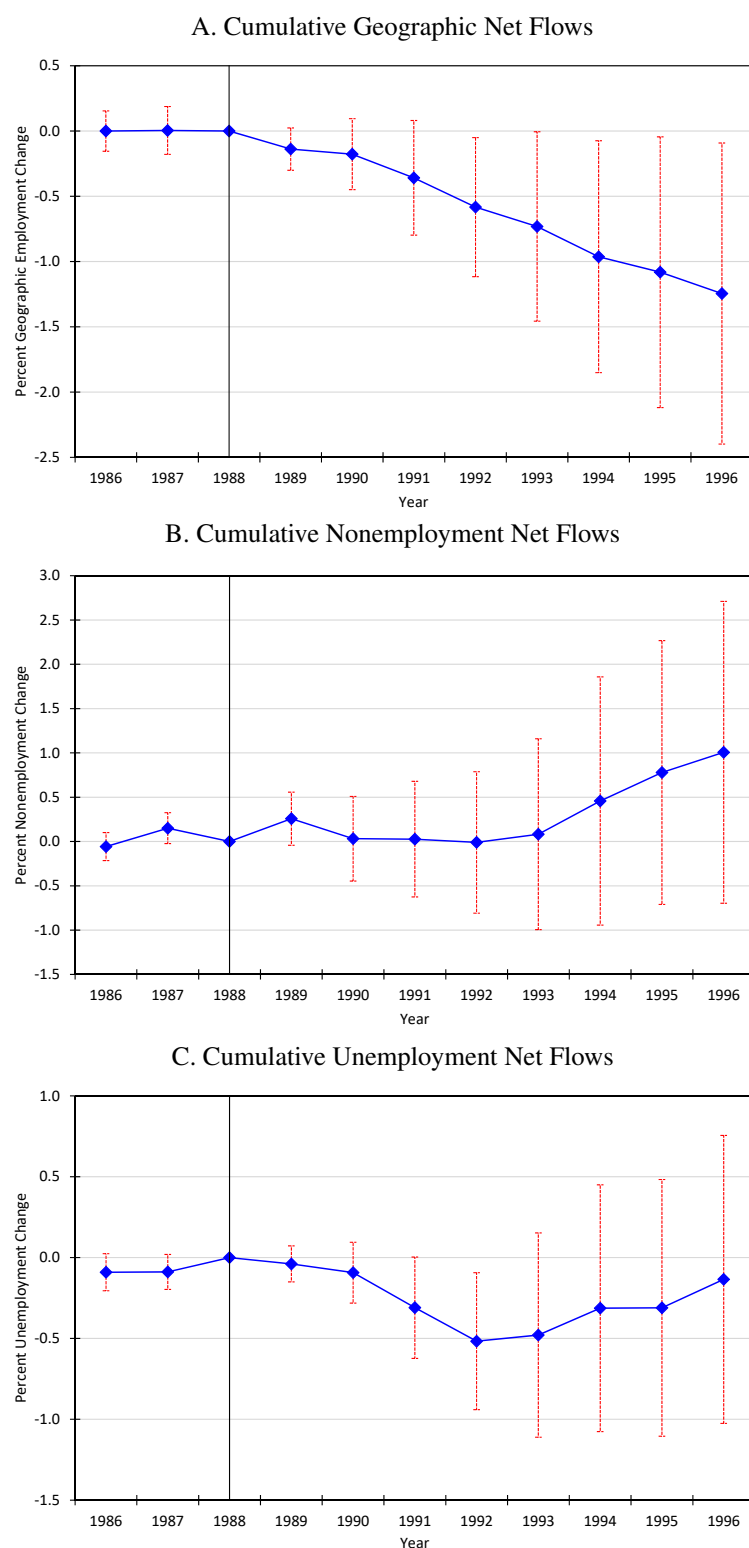 A. Cumulative Geographic Net Flows
Percent Geographic Employment Change
0.5
0.0
-0.5
-1.0
-1.5
-2.0
-2.5
1986 1987 1988 1989 1990 1991 1992 1993 1994 1995 1996
Year
B. Cumulative Nonemployment Net Flows
Percent Nonemployment Change
3.0
2.5
2.0
1.5
1.0
0.5
0.0
-0.5
-1.0
-1.5
1986 1987 1988 1989 1990 1991 1992 1993 1994 1995 1996
Year
C. Cumulative Unemployment Net Flows
Percent Unemployment Change
1.0
0.5
0.0
-0.5
-1.0
-1.5
1986 1987 1988 1989 1990 1991 1992 1993 1994 1995 1996
Year